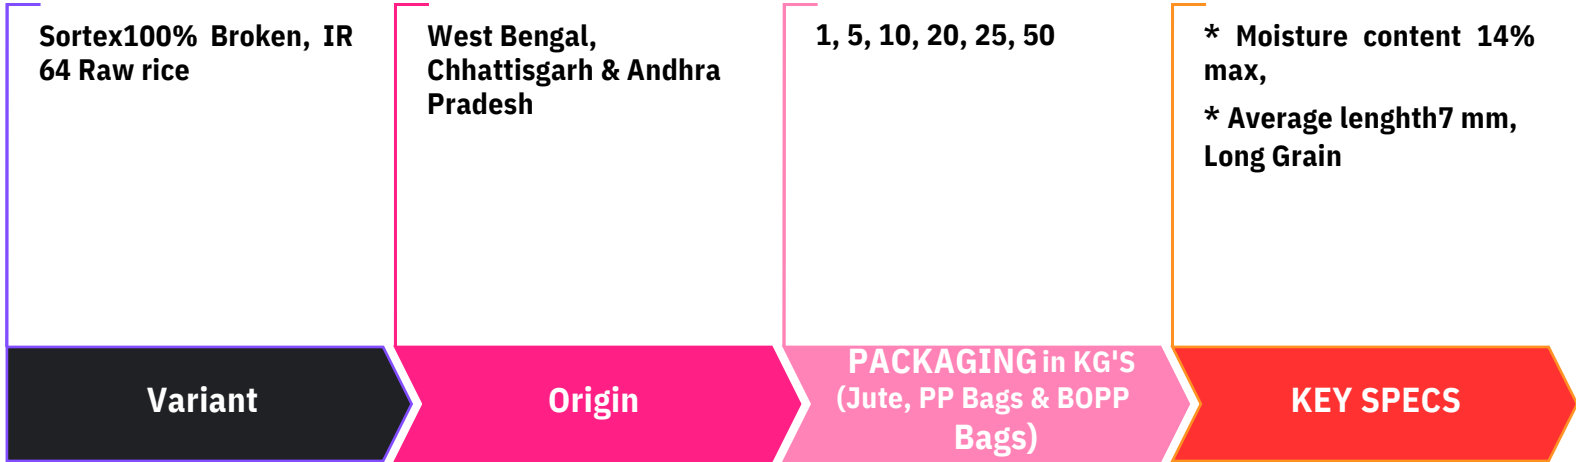 Sortex100% Broken, IR
64 Raw rice
Variant
West Bengal,
Chhattisgarh & Andhra
Pradesh
Origin
1, 5, 10, 20, 25, 50
PACKAGING in KG'S
(Jute, PP Bags & BOPP
Bags)
* Moisture content 14%
max,
* Average lenghth7 mm,
Long Grain
KEY SPECS